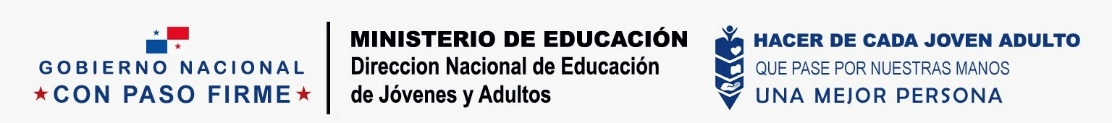 GOBIERNO NACIONAL
★CON PASO FIRME★
MINISTERIO DE EDUCACIÓN
Direccion Nacional de Educación
de Jóvenes y Adultos
HACER DE CADA JOVEN ADULTO
QUE PASE POR NUESTRAS MANOS
UNA MEJOR PERSONA